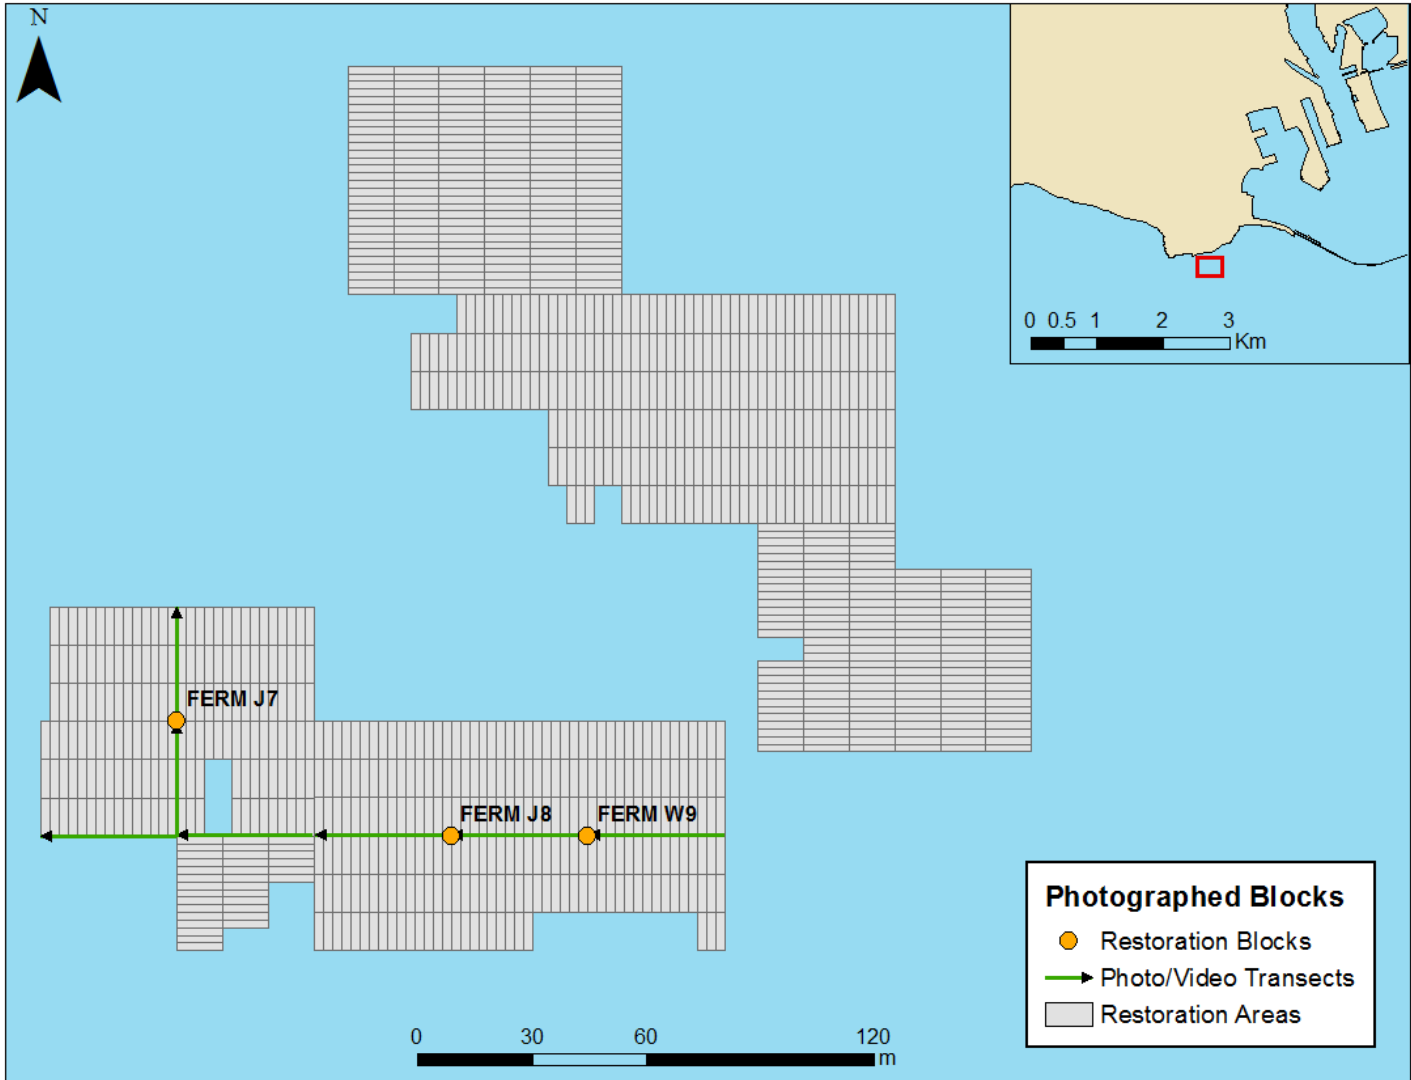 N
0 0.5 1 2 3
Km
FERM J7
FERM J8
FERM W9
Photographed Blocks
Restoration Blocks
Photo/Video Transects
Restoration Areas
0 30 60 120
m